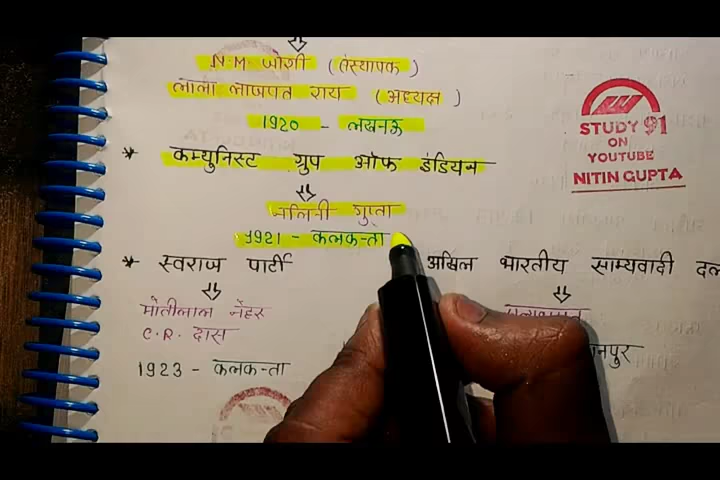 N.M जोशी (संस्थापक)
लाला लाजपत राय (अध्यक्ष)
1920 - लखनऊ
* कम्युनिस्ट ग्रुप ऑफ इंडियन
नलिनी गुप्ता
1921 - कलकत्ता
* स्वराज पार्टी
मोतीलाल नेहरू
C.R. दास
1923 - कलकत्ता
अखिल भारतीय साम्यवादी दल
STUDY 91
ON
YOUTUBE
NITIN GUPTA